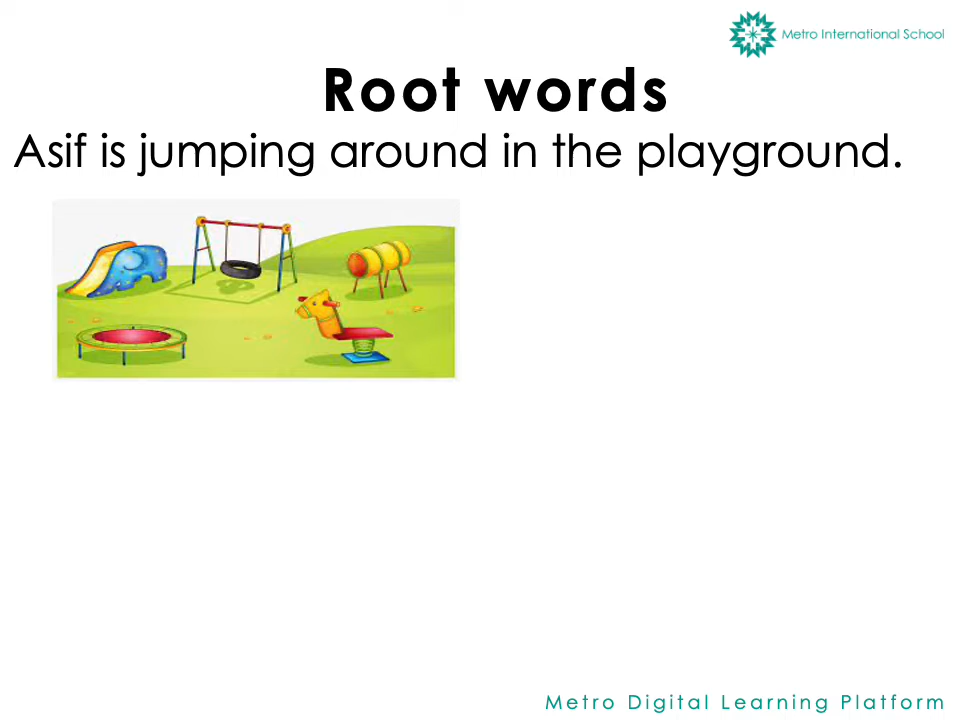 Metro International School
Root words
Asif is jumping around in the playground.
Metro Digital Learning Platform